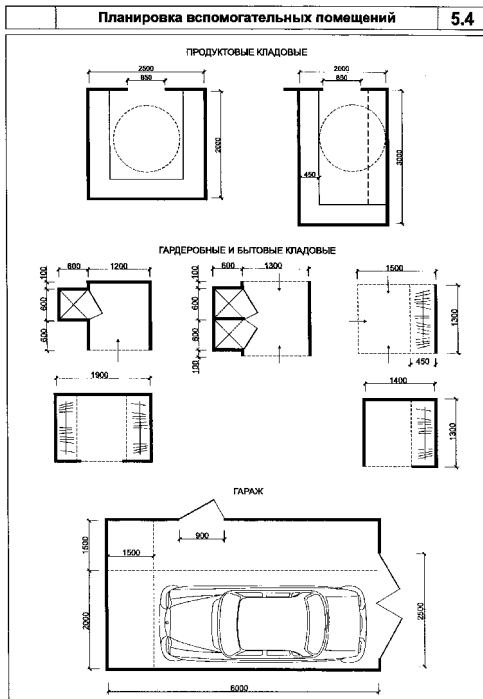 Планировка вспомогательных помещений 5.4
ПРОДУКТОВЫЕ КЛАДОВЫЕ
2500 2000
850 850
2000 3000
450
ГАРДЕРОБНЫЕ И БЫТОВЫЕ КЛАДОВЫЕ
600 1200 600 1300 1500
100 600 600
100 600 600 100
1300
450
1900 1400
1300
ГАРАЖ
900
1500 1500
2000 2500
6000